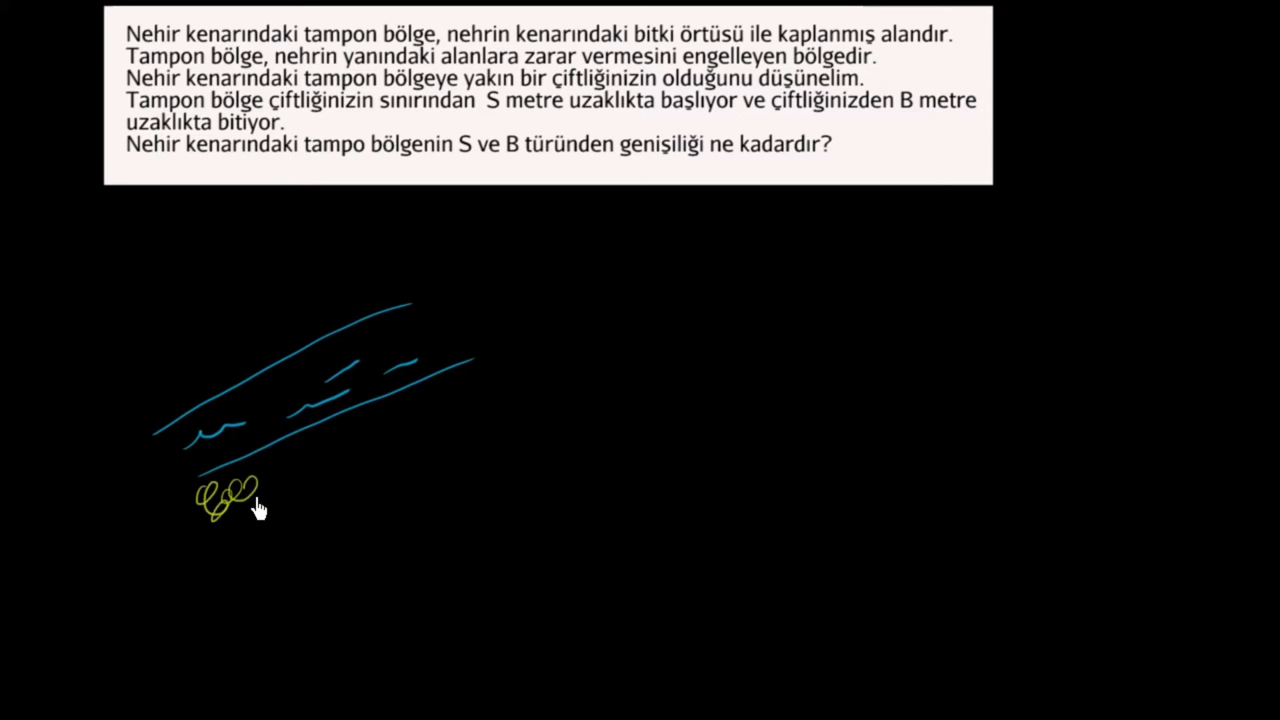 Nehir kenarındaki tampon bölge, nehrin kenarındaki bitki örtüsü ile kaplanmış alandır.
Tampon bölge, nehrin yanındaki alanlara zarar vermesini engelleyen bölgedir.
Nehir kenarındaki tampon bölgeye yakın bir çiftliğinizin olduğunu düşünelim.
Tampon bölge çiftliğinizin sınırından S metre uzaklıkta başlıyor ve çiftliğinizden B metre
uzaklıkta bitiyor.
Nehir kenarındaki tampo bölgenin S ve B türünden genişiliği ne kadardır?